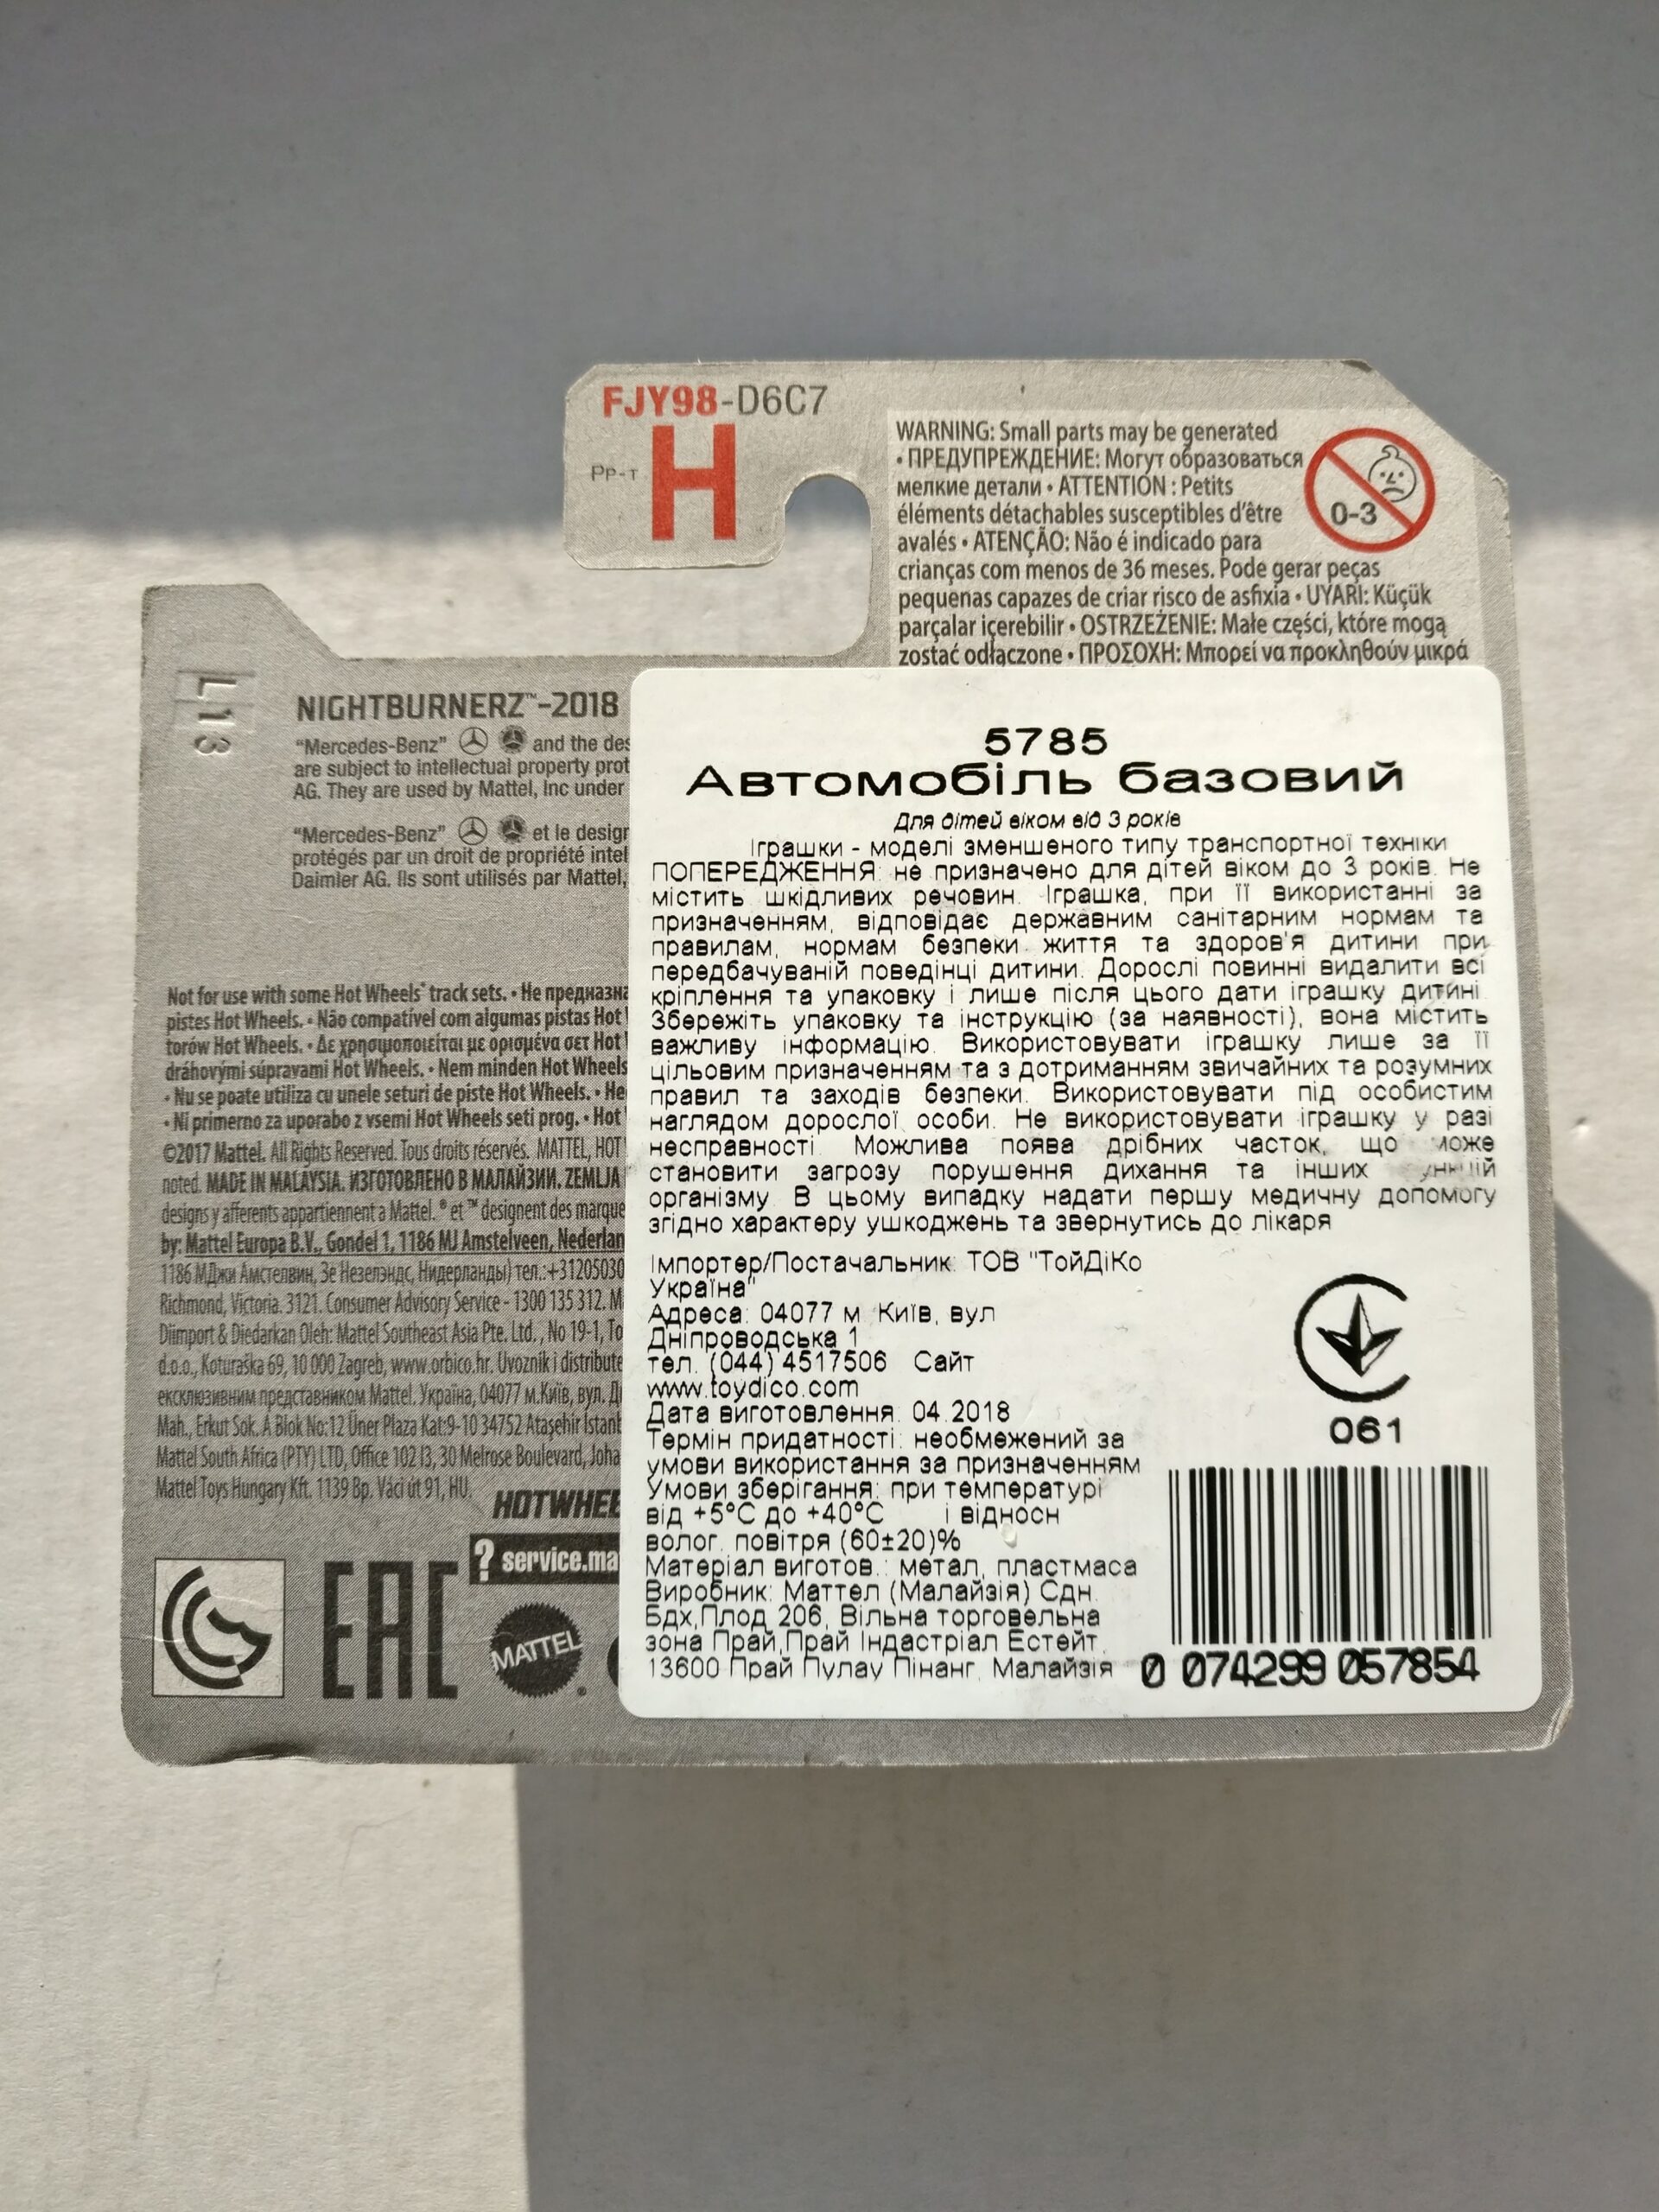 FJY98-D6C7
Pp-т H
WARNING: Small parts may be generated
• ПРЕДУПРЕЖДЕНИЕ: Могут образоваться
мелкие детали • ATTENTION : Petits
éléments détachables susceptibles d'être
avalés • ATENÇÃO: Não é indicado para
crianças com menos de 36 meses. Pode gerar peças
pequenas capazes de criar risco de asfixia • UYARI: Küçük
parçalar içerebilir • OSTRZEŻENIE: Małe części, które mogą
zostać odłączone • ΠΡΟΣΟΧΗ: Μπορεί να προκληθούν μικρά
0-3
L13
NIGHTBURNERZ™-2018
"Mercedes-Benz" and the des
are subject to intellectual property prot
AG. They are used by Mattel, Inc under
"Mercedes-Benz" et le design
protégés par un droit de propriété intel
Daimler AG. Ils sont utilisés par Mattel,
Not for use with some Hot Wheels® track sets. • Не предназна
pistes Hot Wheels. • Não compatível com algumas pistas Hot
torów Hot Wheels. • Δε χρησιμοποιείται με ορισμένα σετ Hot
dráhovými súpravami Hot Wheels. • Nem minden Hot Wheels
• Nu se poate utiliza cu unele seturi de piste Hot Wheels. • He
• Ni primerno za uporabo z vsemi Hot Wheels seti prog. • Hot
©2017 Mattel. All Rights Reserved. Tous droits réservés. MATTEL, HOT
noted. MADE IN MALAYSIA. ИЗГОТОВЛЕНО В МАЛАЙЗИИ. ZEMLJA
designs y afferents appartiennent a Mattel. ® et ™ designent des marque
by: Mattel Europa B.V., Gondel 1, 1186 MJ Amstelveen, Nederlan
1186 МДжи Амстелвин, Зе Незелэндс, Нидерланды) тел.:+31205030
Richmond, Victoria. 3121. Consumer Advisory Service - 1300 135 312. M
Diimport & Diedarkan Oleh: Mattel Southeast Asia Pte. Ltd., No 19-1, To
d.o.o., Koturaška 69, 10 000 Zagreb, www.orbico.hr. Uvoznik i distribute
ексклюзивним представником Mattel. Україна, 04077 м.Київ, вул. Д
Mah., Erkut Sok. A Blok No:12 Üner Plaza Kat:9-10 34752 Ataşehir İstanb
Mattel South Africa (PTY) LTD, Office 102 I3, 30 Melrose Boulevard, Joha
Mattel Toys Hungary Kft. 1139 Bp. Váci út 91, HU.
HOTWHEE
? service.ma
EAC
MATTEL
5785
Автомобіль базовий
Для дітей віком від 3 років
Іграшки - моделі зменшеного типу транспортної техніки
ПОПЕРЕДЖЕННЯ: не призначено для дітей віком до 3 років. Не
містить шкідливих речовин. Іграшка, при її використанні за
призначенням, відповідає державним санітарним нормам та
правилам, нормам безпеки життя та здоров'я дитини при
передбачуваній поведінці дитини. Дорослі повинні видалити всі
кріплення та упаковку і лише після цього дати іграшку дитині.
Збережіть упаковку та інструкцію (за наявності), вона містить
важливу інформацію. Використовувати іграшку лише за її
цільовим призначенням та з дотриманням звичайних та розумних
правил та заходів безпеки. Використовувати під особистим
наглядом дорослої особи. Не використовувати іграшку у разі
несправності. Можлива поява дрібних часток, що може
становити загрозу порушення дихання та інших
організму. В цьому випадку надати першу медичну допомогу
згідно характеру ушкоджень та звернутись до лікаря
Імпортер/Постачальник: ТОВ "ТойДіКо
Україна"
Адреса: 04077 м. Київ, вул
Дніпроводська 1
тел. (044) 4517506 Сайт
www.toydico.com
Дата виготовлення: 04.2018
Термін придатності: необмежений за
умови використання за призначенням
Умови зберігання: при температурі
від +5°С до +40°С і відносн
волог. повітря (60±20)%
Матеріал виготов.: метал, пластмаса
Виробник: Маттел (Малайзія) Сдн.
Бдх,Плод 206, Вільна торговельна
зона Прай,Прай Індастріал Естейт,
13600 Прай Пулау Пінанг, Малайзія
061
0 074299 057854